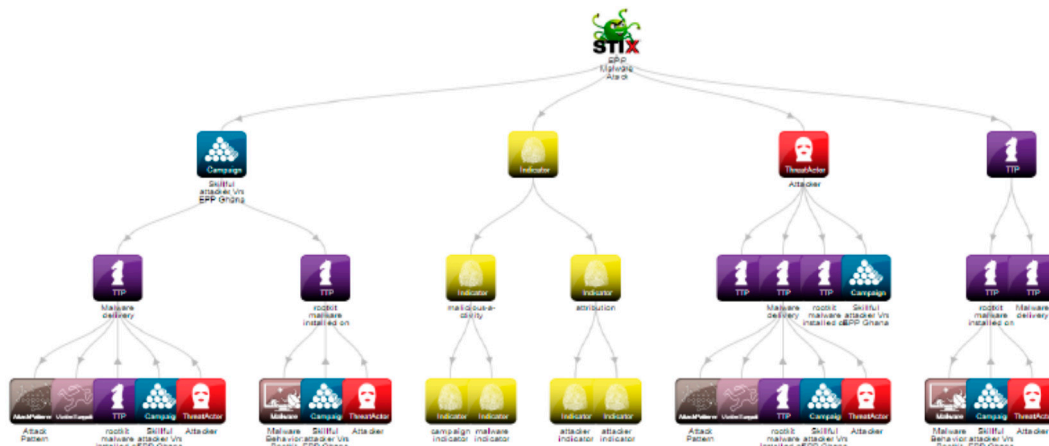 STIX
EPP
Malware
Attack
Campaign
Indicator
ThreatActor
TTP
Skillful
attacker Vrs
EPP Ghana
Attacker
TTP
TTP
Indicator
Indicator
TTP
TTP
TTP
Campaign
TTP
TTP
Malware
delivery
rootkit
malware
installed on
malicious-a-
ctivity
attribution
Malware
delivery
rootkit
malware
installed of
Skillful
attacker Vrs
EPP Ghana
rootkit
malware
installed on
Malware
delivery
AttackPattern
VictimTarget
TTP
Campaign
ThreatActor
Malware
Campaign
ThreatActor
Indicator
Indicator
Indicator
Indicator
AttackPattern
VictimTarget
TTP
Campaign
ThreatActor
Malware
Campaign
ThreatActor
Attack
Pattern
rootkit
malware
Skillful
attacker Vrs
Attacker
Malware
Behavior
Skillful
attacker Vrs
Attacker
campaign
indicator
malware
indicator
attacker
indicator
attacker
indicator
Attack
Pattern
rootkit
malware
Skillful
attacker Vrs
Attacker
Malware
Behavior
Skillful
attacker Vrs
Attacker